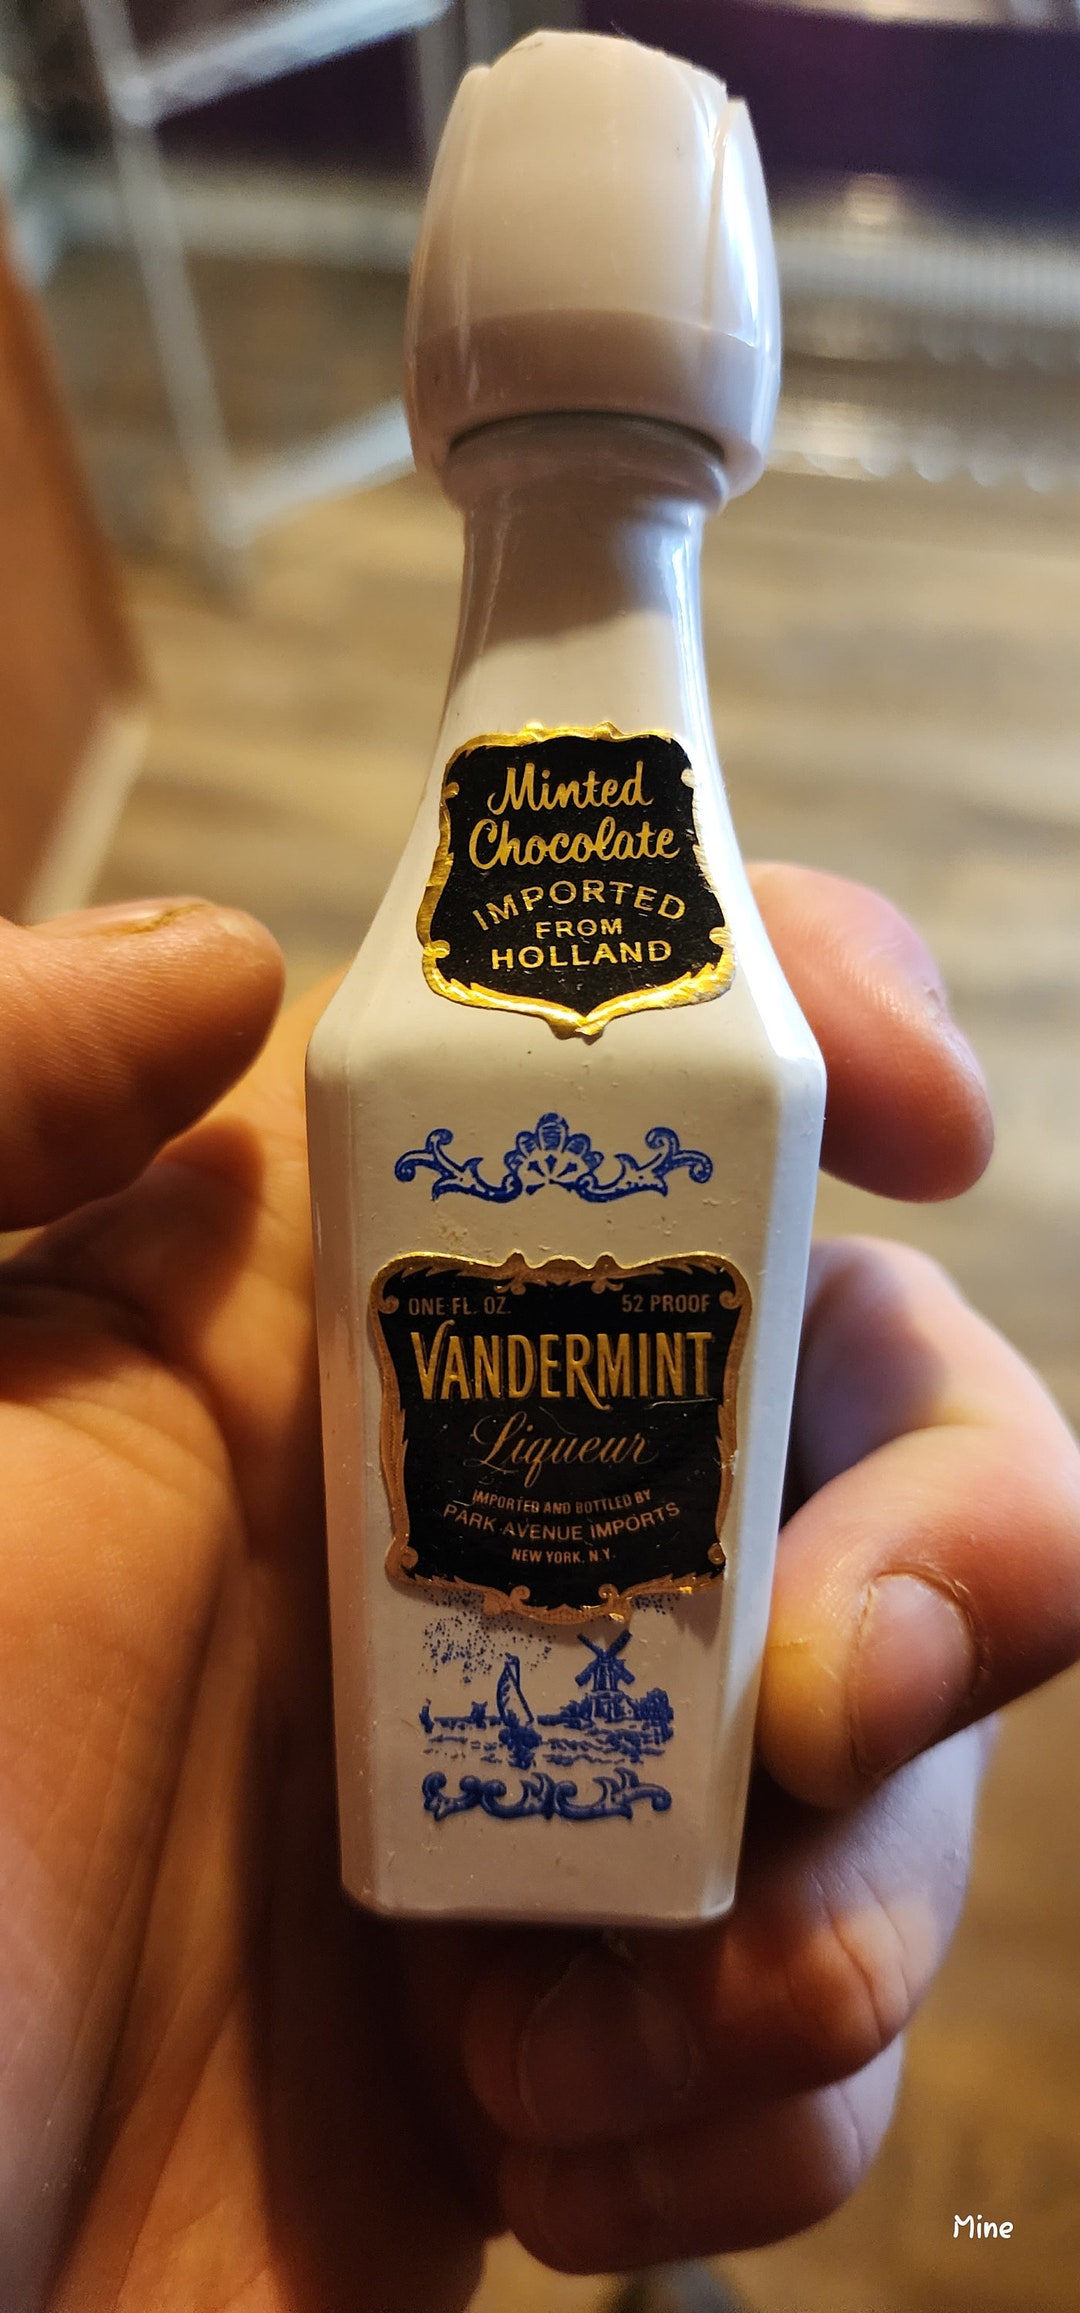 Minted
Chocolate
IMPORTED
FROM
HOLLAND
ONE FL. OZ. 52 PROOF
VANDERMINT
Liqueur
IMPORTED AND BOTTLED BY
PARK AVENUE IMPORTS
NEW YORK, N.Y.
Mine